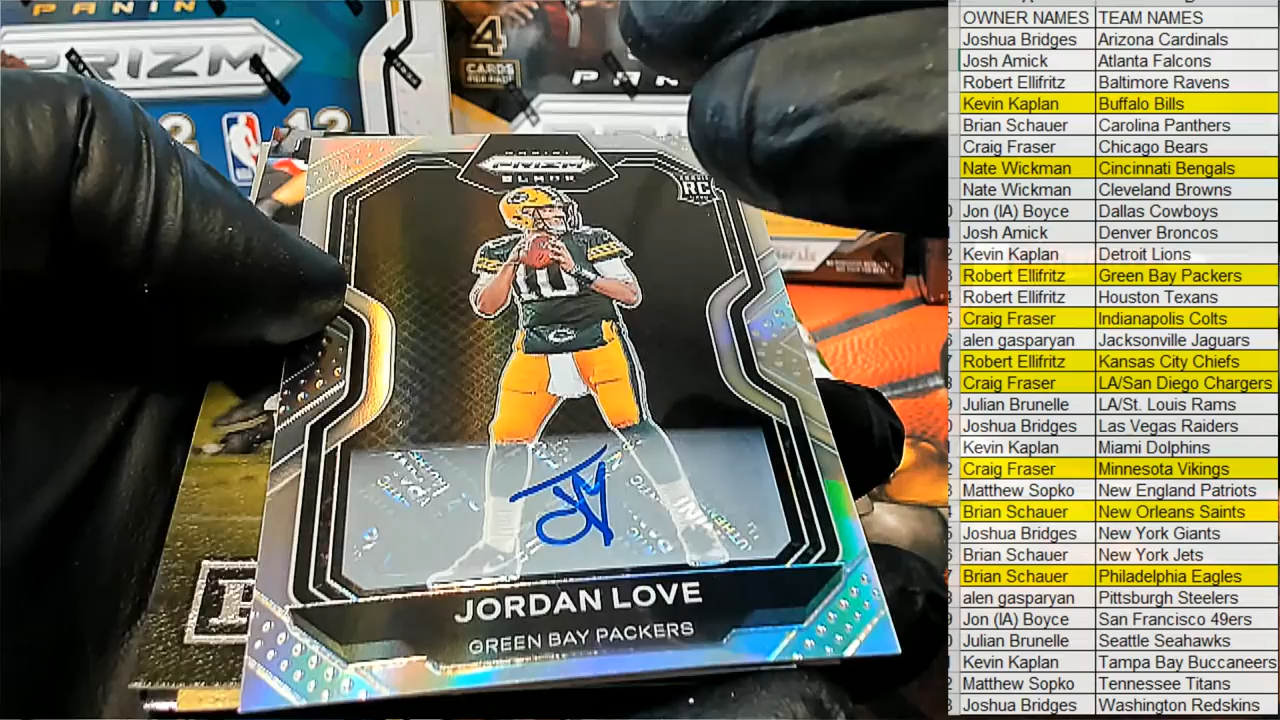 PANINI
PRIZM
4
CARDS
PER PACK
PANINI
PRIZM
BLACK
RC
10
JORDAN LOVE
GREEN BAY PACKERS
OWNER NAMES TEAM NAMES
Joshua Bridges Arizona Cardinals
Josh Amick Atlanta Falcons
Robert Ellifritz Baltimore Ravens
Kevin Kaplan Buffalo Bills
Brian Schauer Carolina Panthers
Craig Fraser Chicago Bears
Nate Wickman Cincinnati Bengals
Nate Wickman Cleveland Browns
Jon (IA) Boyce Dallas Cowboys
Josh Amick Denver Broncos
Kevin Kaplan Detroit Lions
Robert Ellifritz Green Bay Packers
Robert Ellifritz Houston Texans
Craig Fraser Indianapolis Colts
alen gasparyan Jacksonville Jaguars
Robert Ellifritz Kansas City Chiefs
Craig Fraser LA/San Diego Chargers
Julian Brunelle LA/St. Louis Rams
Joshua Bridges Las Vegas Raiders
Kevin Kaplan Miami Dolphins
Craig Fraser Minnesota Vikings
Matthew Sopko New England Patriots
Brian Schauer New Orleans Saints
Joshua Bridges New York Giants
Brian Schauer New York Jets
Brian Schauer Philadelphia Eagles
alen gasparyan Pittsburgh Steelers
Jon (IA) Boyce San Francisco 49ers
Julian Brunelle Seattle Seahawks
Kevin Kaplan Tampa Bay Buccaneers
Matthew Sopko Tennessee Titans
Joshua Bridges Washington Redskins